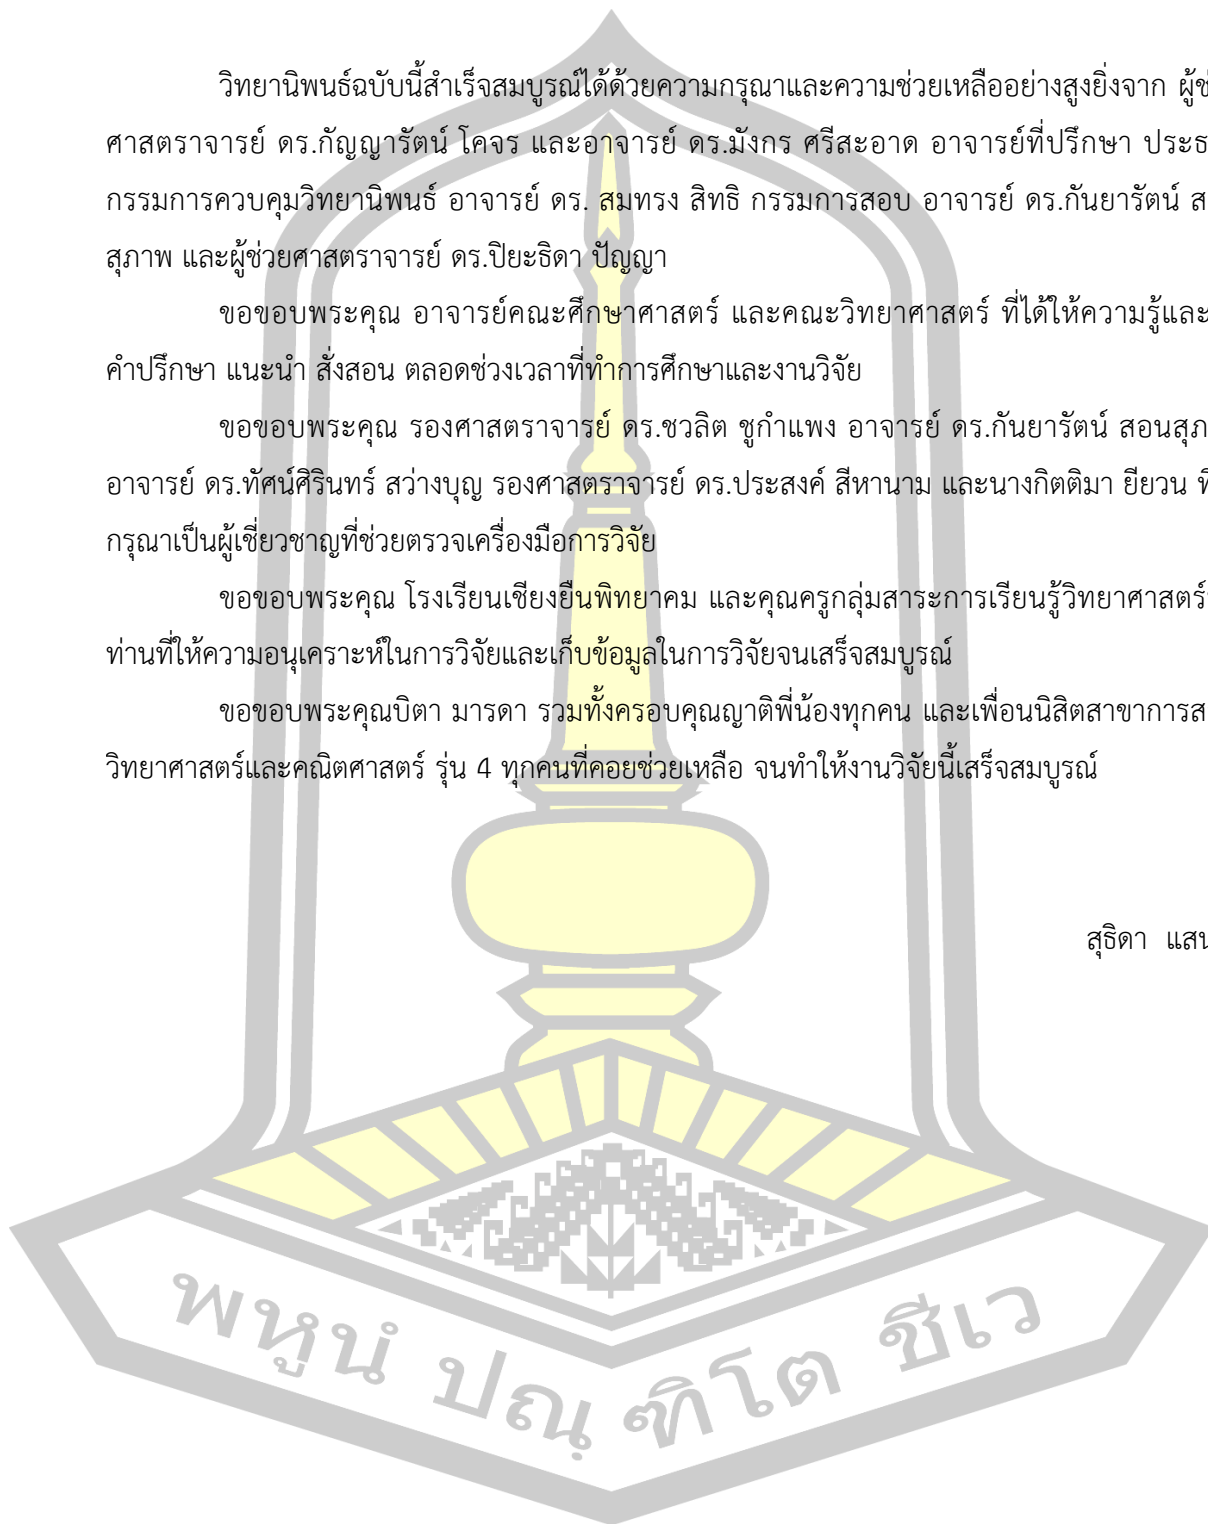 วิทยานิพนธ์ฉบับนี้สำเร็จสมบูรณ์ได้ด้วยความกรุณาและความช่วยเหลืออย่างสูงยิ่งจาก
ศาสตราจารย์ ดร.กัญญารัตน์ โคจร และอาจารย์ ดร.มังกร ศรีสะอาด อาจารย์ที่ปรึกษา
กรรมการควบคุมวิทยานิพนธ์ อาจารย์ ดร. สมทรง สิทธิ กรรมการสอบ อาจารย์ ดร.กันยารัตน์
สุภาพ และผู้ช่วยศาสตราจารย์ ดร.ปิยะธิดา ปัญญา
ขอขอบพระคุณ อาจารย์คณะศึกษาศาสตร์ และคณะวิทยาศาสตร์ ที่ได้ให้ความรู้และ
คำปรึกษา แนะนำ สั่งสอน ตลอดช่วงเวลาที่ทำการศึกษาและงานวิจัย
ขอขอบพระคุณ รองศาสตราจารย์ ดร.ชวลิต ชูกำแพง อาจารย์ ดร.กันยารัตน์ สอนสุภ
อาจารย์ ดร.ทัศน์ศิรินทร์ สว่างบุญ รองศาสตราจารย์ ดร.ประสงค์ สีหานาม และนางกิตติมา ยียวน
กรุณาเป็นผู้เชี่ยวชาญที่ช่วยตรวจเครื่องมือการวิจัย
ขอขอบพระคุณ โรงเรียนเชียงยืนพิทยาคม และคุณครูกลุ่มสาระการเรียนรู้วิทยาศาสตร์
ท่านที่ให้ความอนุเคราะห์ในการวิจัยและเก็บข้อมูลในการวิจัยจนเสร็จสมบูรณ์
ขอขอบพระคุณบิดา มารดา รวมทั้งครอบคุณญาติพี่น้องทุกคน และเพื่อนนิสิตสาขาการส
วิทยาศาสตร์และคณิตศาสตร์ รุ่น 4 ทุกคนที่คอยช่วยเหลือ จนทำให้งานวิจัยนี้เสร็จสมบูรณ์
สุธิดา แสน
พหูนํ ปณฺฑิโต ชีเว